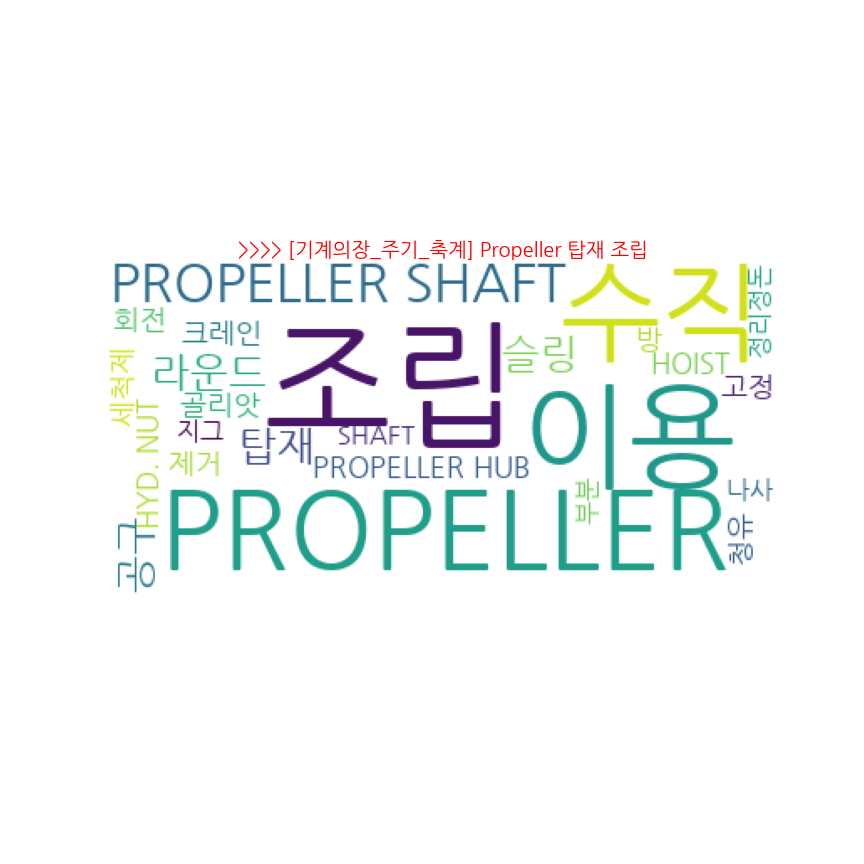 >>>> [기계의장_주기_축계] Propeller 탑재 조립
PROPELLER SHAFT
수직
정리정돈
회전
크레인
방
슬링
HOIST
조립
라운드
세척제
고정
골리앗
이용
지그
SHAFT
탑재
HYD. NUT
제거
PROPELLER HUB
나사
부분
PROPELLER
청유
공구